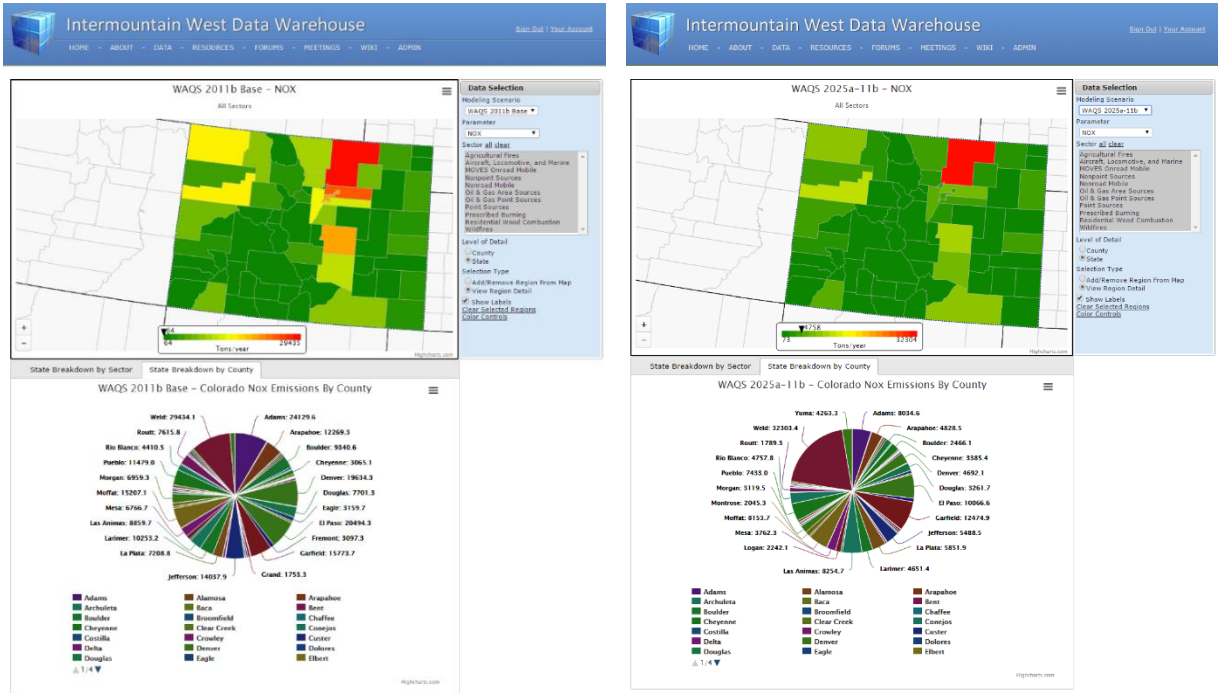 Intermountain West Data Warehouse
Sign Out | Your Account
HOME - ABOUT - DATA - RESOURCES - FORUMS - MEETINGS - WIKI - ADMIN
WAQS 2011b Base - NOX
All Sectors
Data Selection
Modeling Scenario
WAQS 2011b Base
Parameter
NOX
Sector all clear
Agricultural Fires
Aircraft, Locomotive, and Marine
MOVES Onroad Mobile
Nonpoint Sources
Nonroad Mobile
Oil & Gas Area Sources
Oil & Gas Point Sources
Point Sources
Prescribed Burning
Residential Wood Combustion
Wildfires
Level of Detail
County
State
Selection Type
Add/Remove Region From Map
View Region Detail
Show Labels
Clear Selected Regions
Color Controls
+
−
64
64
29435
Tons/year
Highcharts.com
State Breakdown by Sector
State Breakdown by County
WAQS 2011b Base - Colorado Nox Emissions By County
Weld: 29434.1
Adams: 24129.6
Routt: 7615.8
Arapahoe: 12269.3
Rio Blanco: 4410.5
Boulder: 9340.6
Pueblo: 11479.0
Cheyenne: 3065.1
Morgan: 6959.3
Denver: 19634.3
Moffat: 15207.1
Douglas: 7701.3
Mesa: 6766.7
Eagle: 3159.7
Las Animas: 8859.7
El Paso: 20494.3
Larimer: 10253.2
Fremont: 3097.3
La Plata: 7208.8
Garfield: 15773.7
Jefferson: 14037.9
Grand: 1753.3
Adams Alamosa Arapahoe
Archuleta Baca Bent
Boulder Broomfield Chaffee
Cheyenne Clear Creek Conejos
Costilla Crowley Custer
Delta Denver Dolores
Douglas Eagle Elbert
1/4
Highcharts.com
Intermountain West Data Warehouse
Sign Out | Your Account
HOME - ABOUT - DATA - RESOURCES - FORUMS - MEETINGS - WIKI - ADMIN
WAQS 2025a-11b - NOX
All Sectors
Data Selection
Modeling Scenario
WAQS 2025a-11b
Parameter
NOX
Sector all clear
Agricultural Fires
Aircraft, Locomotive, and Marine
MOVES Onroad Mobile
Nonpoint Sources
Nonroad Mobile
Oil & Gas Area Sources
Oil & Gas Point Sources
Point Sources
Prescribed Burning
Residential Wood Combustion
Wildfires
Level of Detail
County
State
Selection Type
Add/Remove Region From Map
View Region Detail
Show Labels
Clear Selected Regions
Color Controls
+
−
4758
73
32304
Tons/year
Highcharts.com
State Breakdown by Sector
State Breakdown by County
WAQS 2025a-11b - Colorado Nox Emissions By County
Yuma: 4263.3
Adams: 8034.6
Weld: 32303.4
Arapahoe: 4828.5
Routt: 1789.3
Boulder: 2466.1
Rio Blanco: 4757.8
Cheyenne: 3385.4
Pueblo: 7433.0
Denver: 4692.1
Morgan: 3119.5
Douglas: 3261.7
Montrose: 2045.3
El Paso: 10066.6
Moffat: 8153.7
Garfield: 12474.9
Mesa: 3762.3
Jefferson: 5488.5
Logan: 2242.1
La Plata: 5851.9
Las Animas: 8254.7
Larimer: 4651.4
Adams Alamosa Arapahoe
Archuleta Baca Bent
Boulder Broomfield Chaffee
Cheyenne Clear Creek Conejos
Costilla Crowley Custer
Delta Denver Dolores
Douglas Eagle Elbert
1/4
Highcharts.com